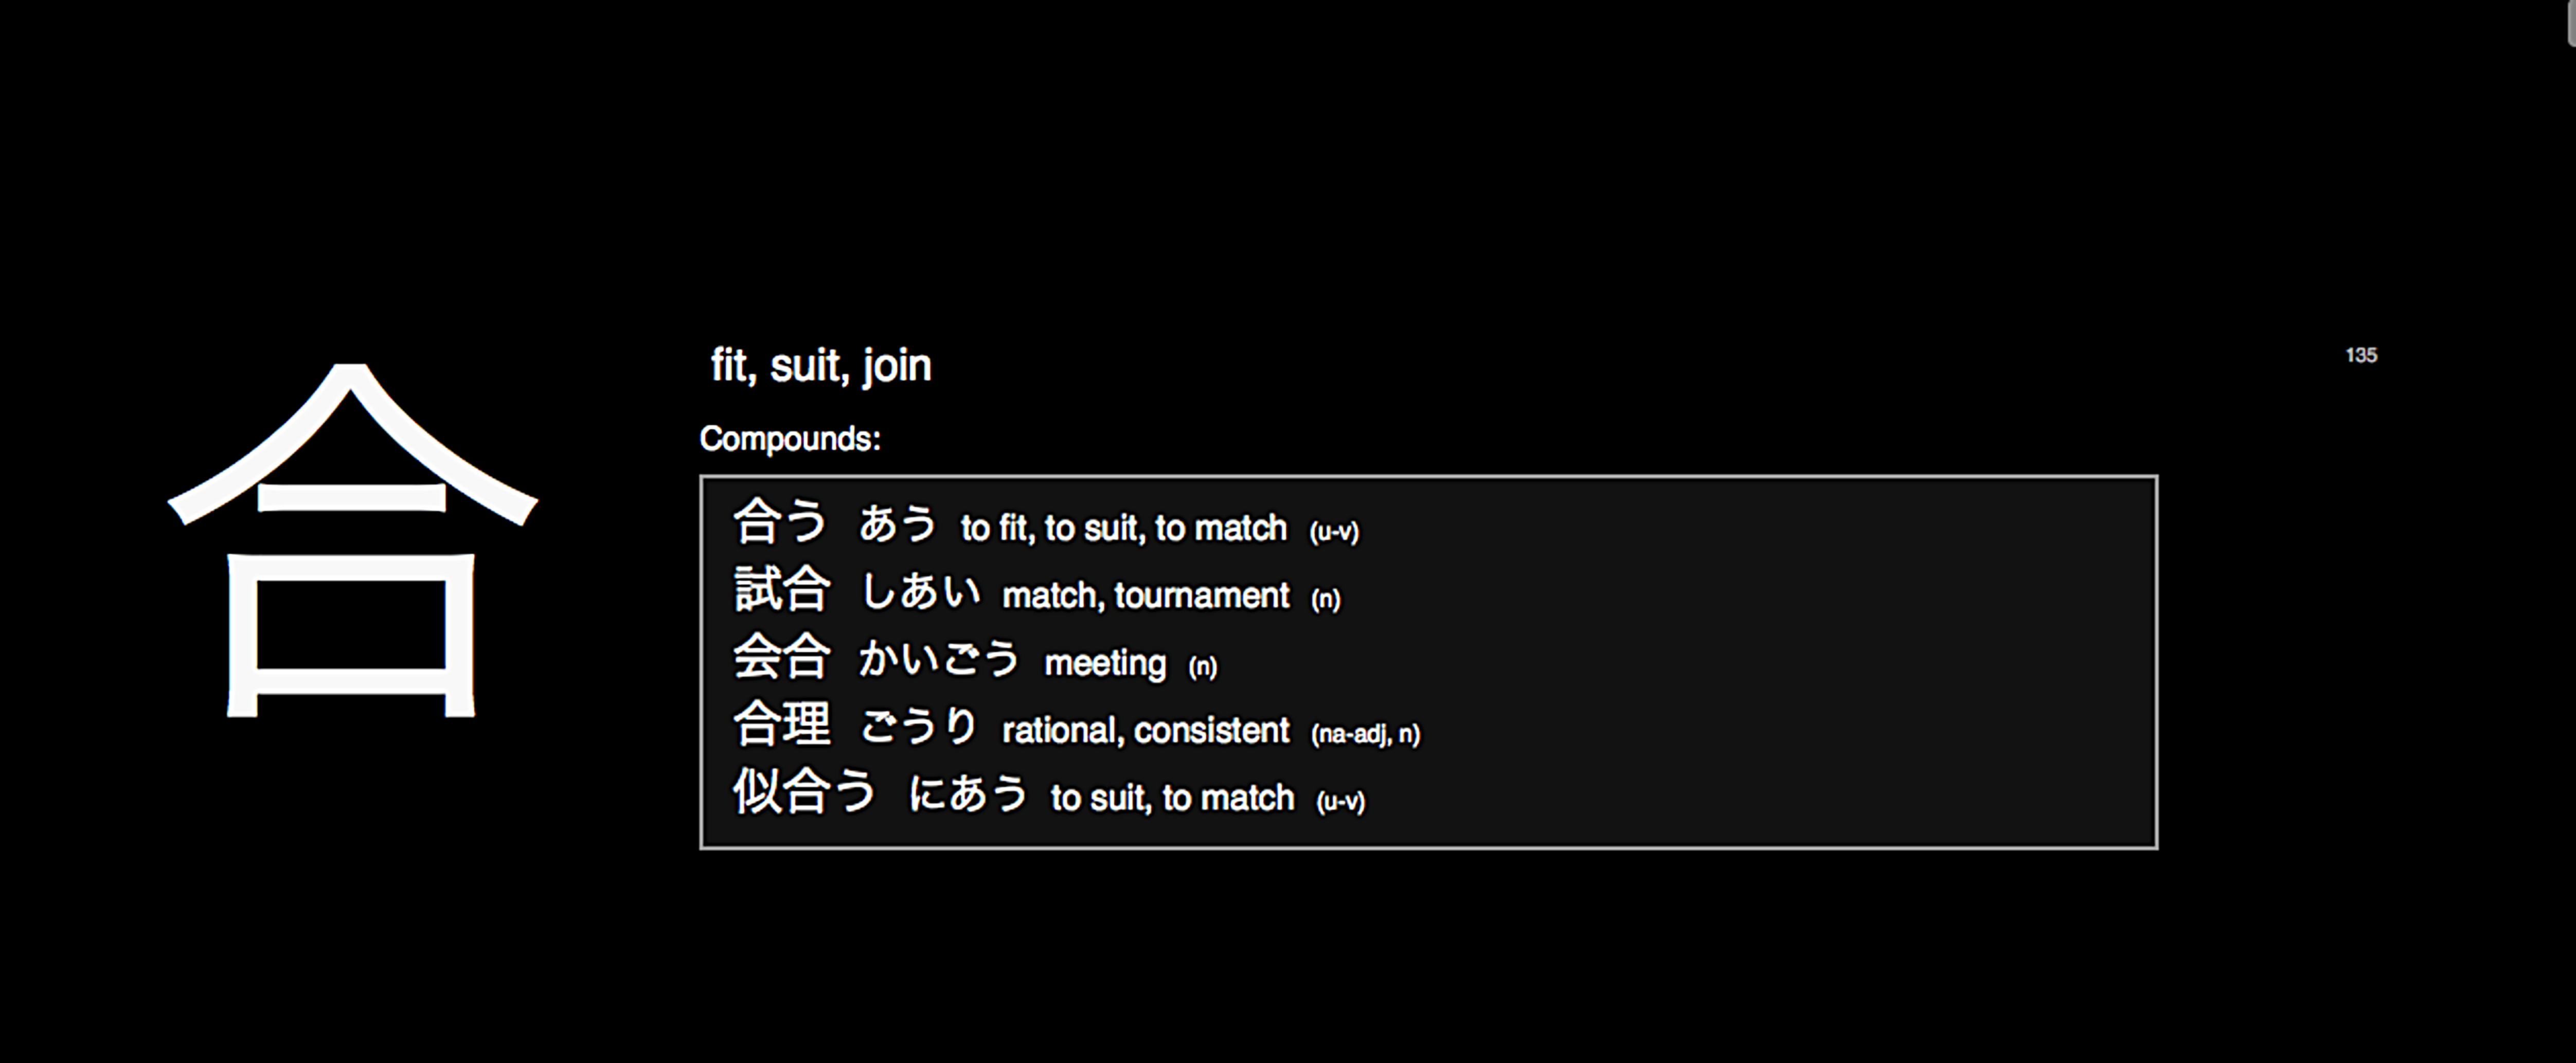 合
fit, suit, join
135
Compounds:
合う あう to fit, to suit, to match (u-v)
試合 しあい match, tournament (n)
会合 かいごう meeting (n)
合理 ごうり rational, consistent (na-adj, n)
似合う にあう to suit, to match (u-v)